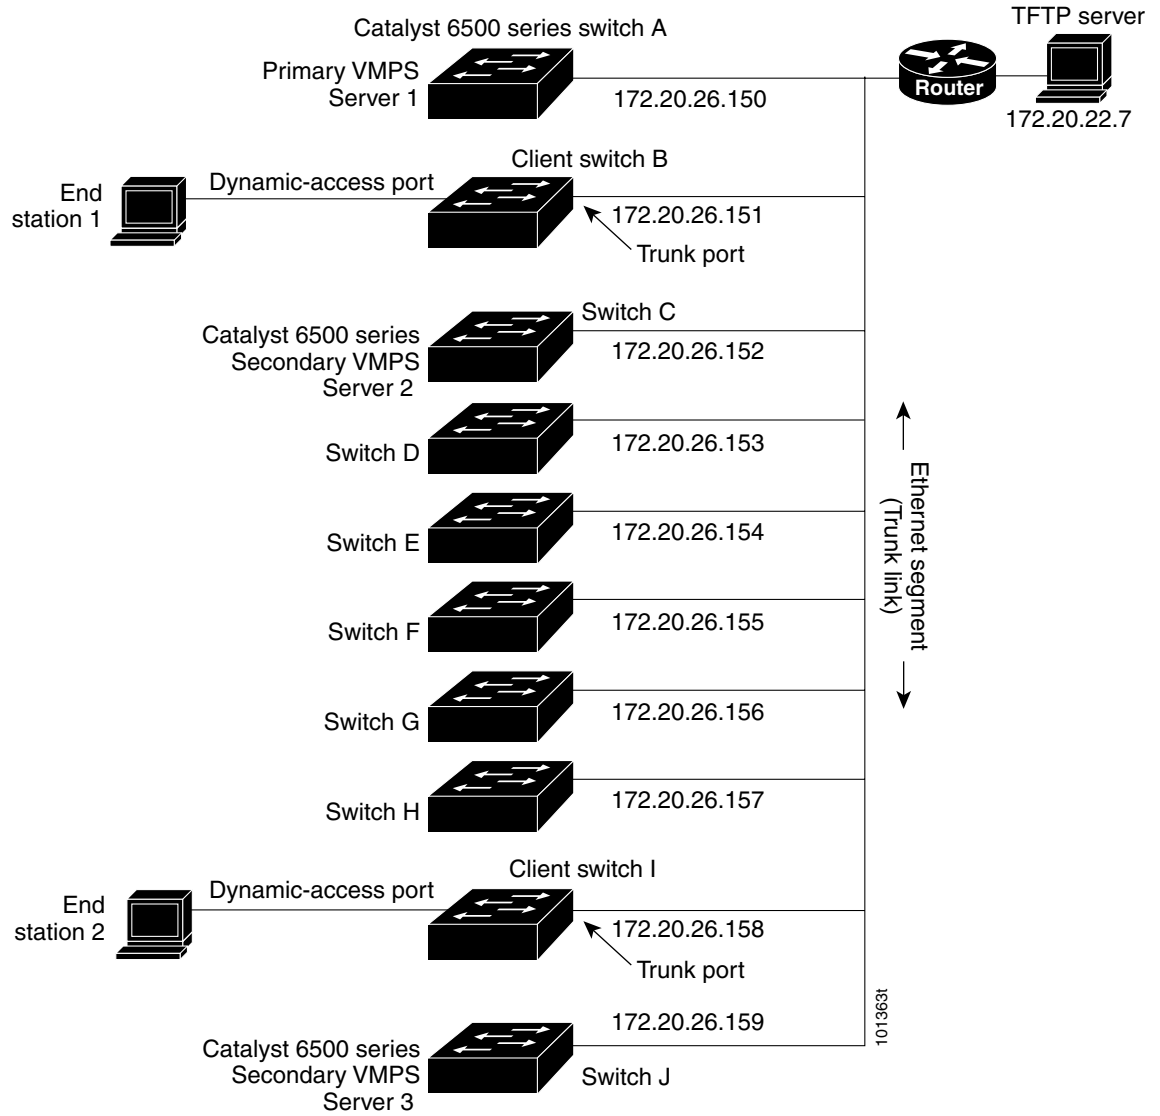 Catalyst 6500 series switch A
TFTP server
Primary VMPS
Server 1
172.20.26.150
Router
172.20.22.7
Client switch B
End
station 1
Dynamic-access port
172.20.26.151
Trunk port
Switch C
Catalyst 6500 series
Secondary VMPS
Server 2
172.20.26.152
Switch D
172.20.26.153
Switch E
172.20.26.154
Ethernet segment
(Trunk link)
Switch F
172.20.26.155
Switch G
172.20.26.156
Switch H
172.20.26.157
Client switch I
End
station 2
Dynamic-access port
172.20.26.158
Trunk port
172.20.26.159
101363t
Catalyst 6500 series
Secondary VMPS
Server 3
Switch J